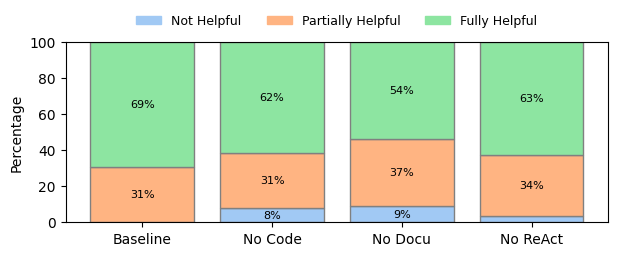 Not Helpful Partially Helpful Fully Helpful
100
80
60
40
20
0
Percentage
69% 62% 54% 63%
31% 31% 37% 34%
8% 9%
Baseline No Code No Docu No ReAct